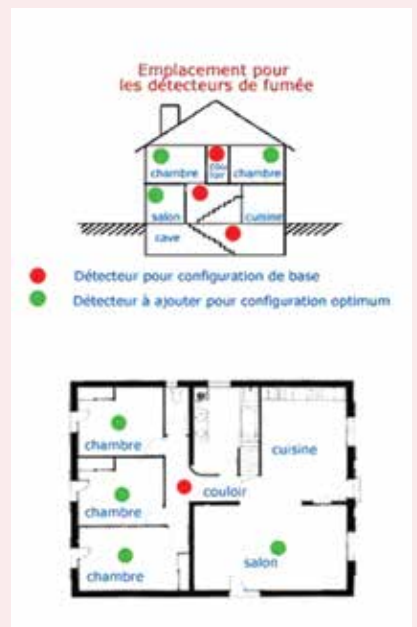 Emplacement pour
les détecteurs de fumée
chambre
cou
loir
chambre
salon
cuisine
cave
Détecteur pour configuration de base
Détecteur à ajouter pour configuration optimum
chambre
cuisine
chambre
couloir
chambre
salon